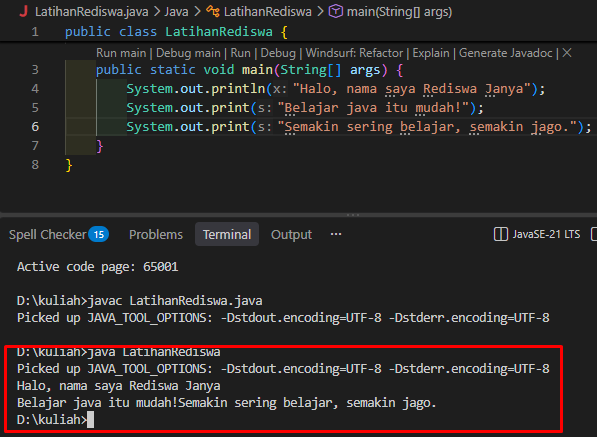 LatihanRediswa.java > Java > LatihanRediswa > main(String[] args)
1 public class LatihanRediswa {
Run main | Debug main | Run | Debug | Windsurf: Refactor | Explain | Generate Javadoc | X
3 public static void main(String[] args) {
4 System.out.println(x:"Halo, nama saya Rediswa Janya");
5 System.out.print(s:"Belajar java itu mudah!");
6 System.out.print(s:"Semakin sering belajar, semakin jago.");
7 }
8 }
Spell Checker 15 Problems Terminal Output ··· JavaSE-21 LTS
Active code page: 65001
D:\kuliah>javac LatihanRediswa.java
Picked up JAVA_TOOL_OPTIONS: -Dstdout.encoding=UTF-8 -Dstderr.encoding=UTF-8
D:\kuliah>java LatihanRediswa
Picked up JAVA_TOOL_OPTIONS: -Dstdout.encoding=UTF-8 -Dstderr.encoding=UTF-8
Halo, nama saya Rediswa Janya
Belajar java itu mudah!Semakin sering belajar, semakin jago.
D:\kuliah>